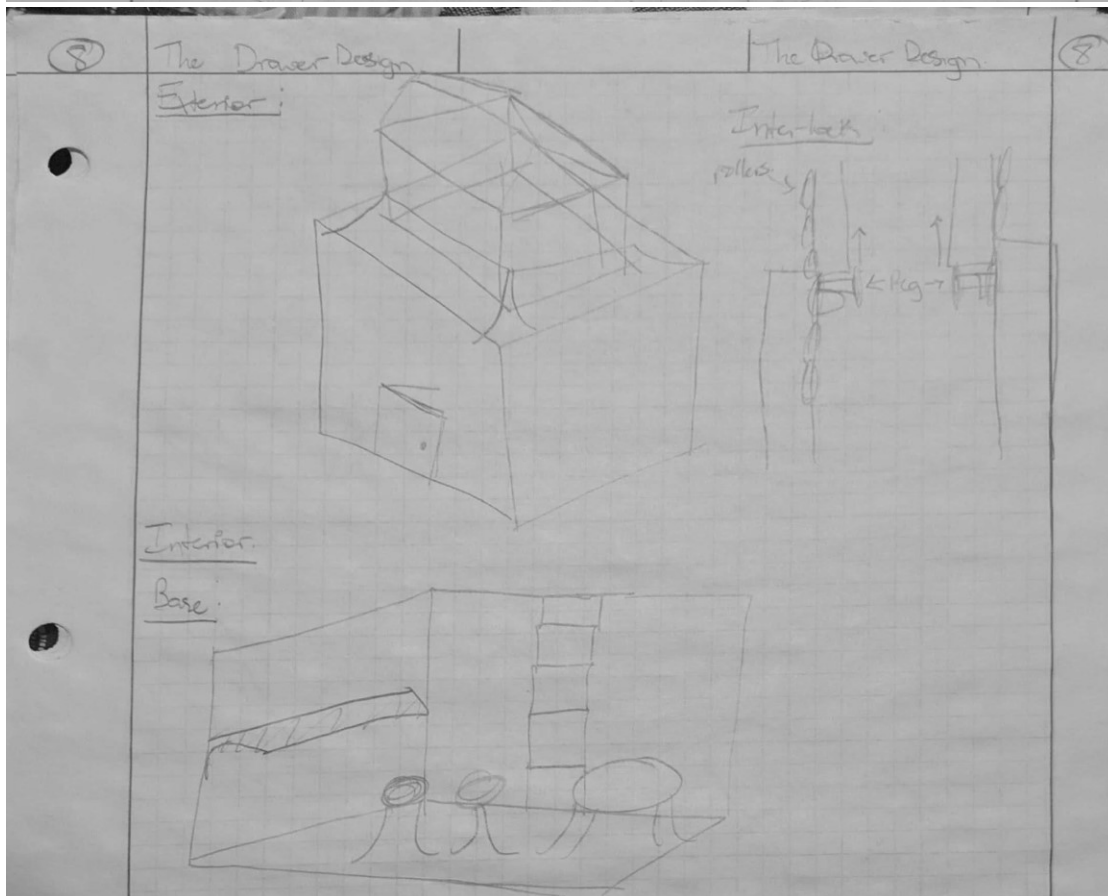 8
The Drawer Design
The Drawer Design
8
Exterior:
Inter-lock
rollers
Peg
Interior.
Base: